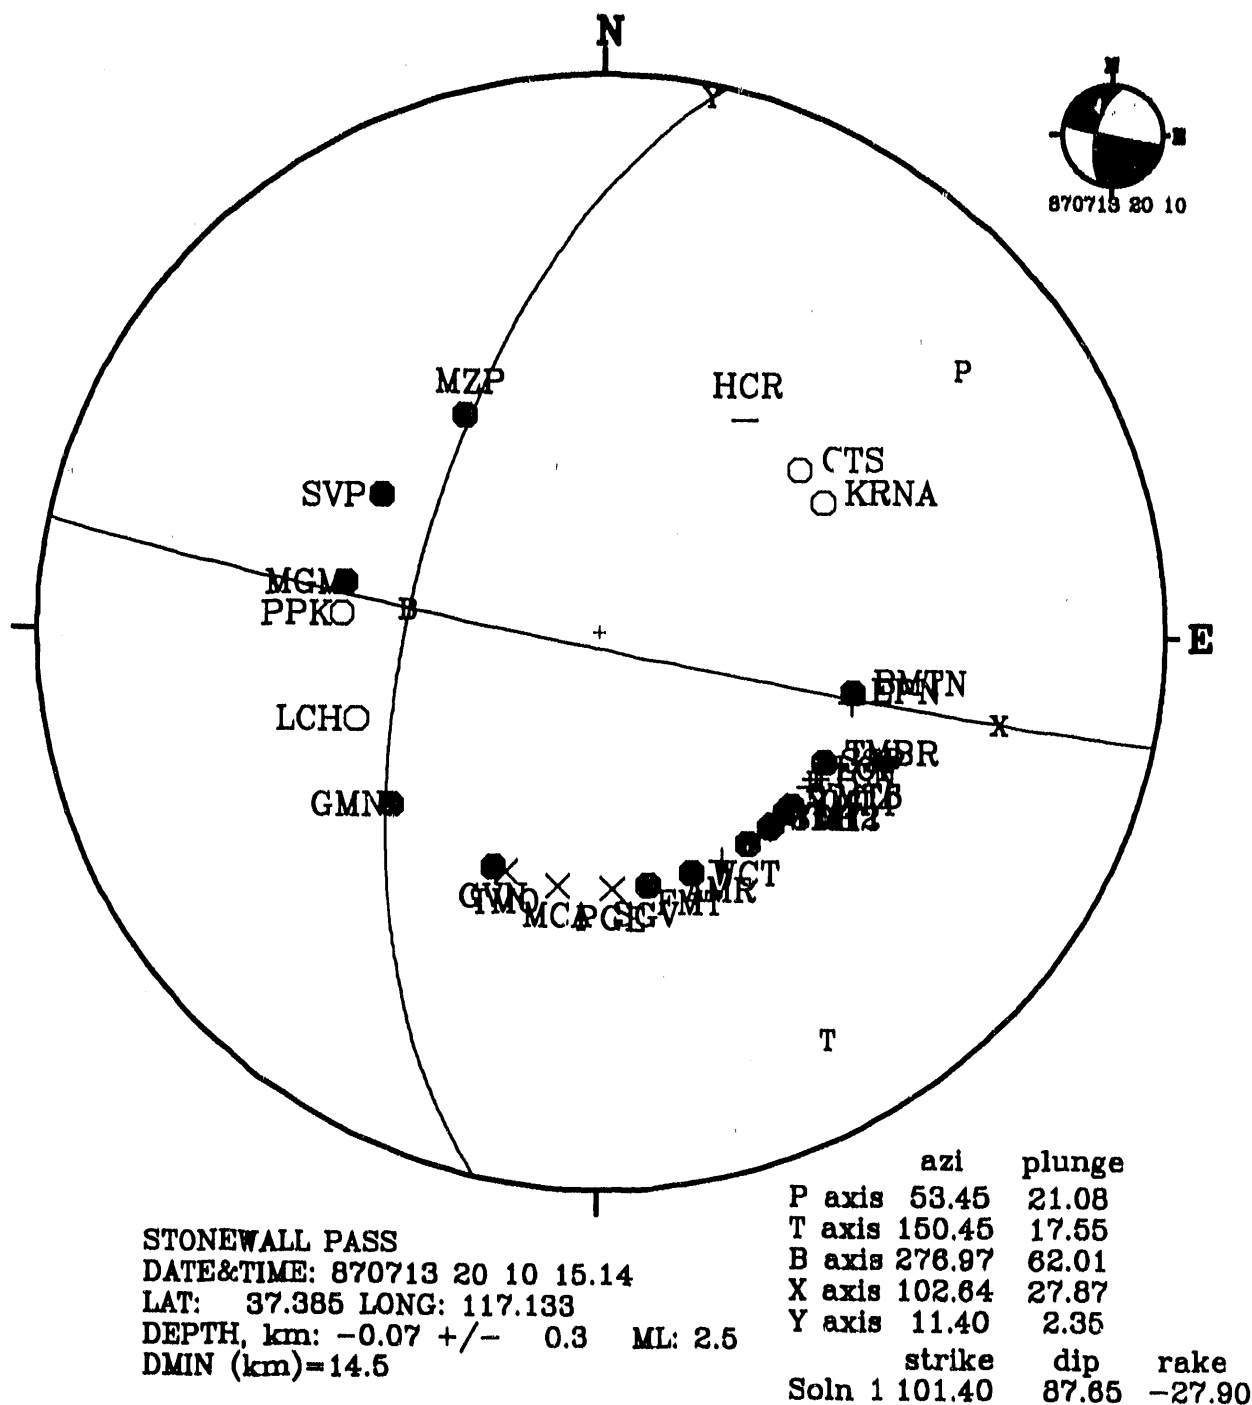 N
Y
N
E
870713 20 10
P
MZP
HCR
CTS
SVP
KRNA
MGM
PPK
B
E
X
LCH
GMN
WCT
T
azi plunge
P axis 53.45 21.08
T axis 150.45 17.55
B axis 276.97 62.01
X axis 102.64 27.87
Y axis 11.40 2.35
strike dip rake
Soln 1 101.40 87.65 -27.90
STONEWALL PASS
DATE&TIME: 870713 20 10 15.14
LAT: 37.385 LONG: 117.133
DEPTH, km: -0.07 +/- 0.3 ML: 2.5
DMIN (km)=14.5